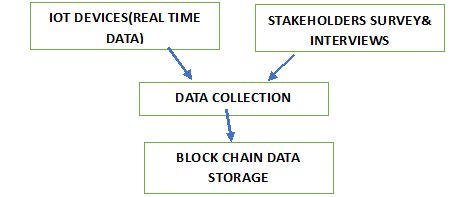 IOT DEVICES(REAL TIME
DATA)
STAKEHOLDERS SURVEY&
INTERVIEWS
DATA COLLECTION
BLOCK CHAIN DATA
STORAGE